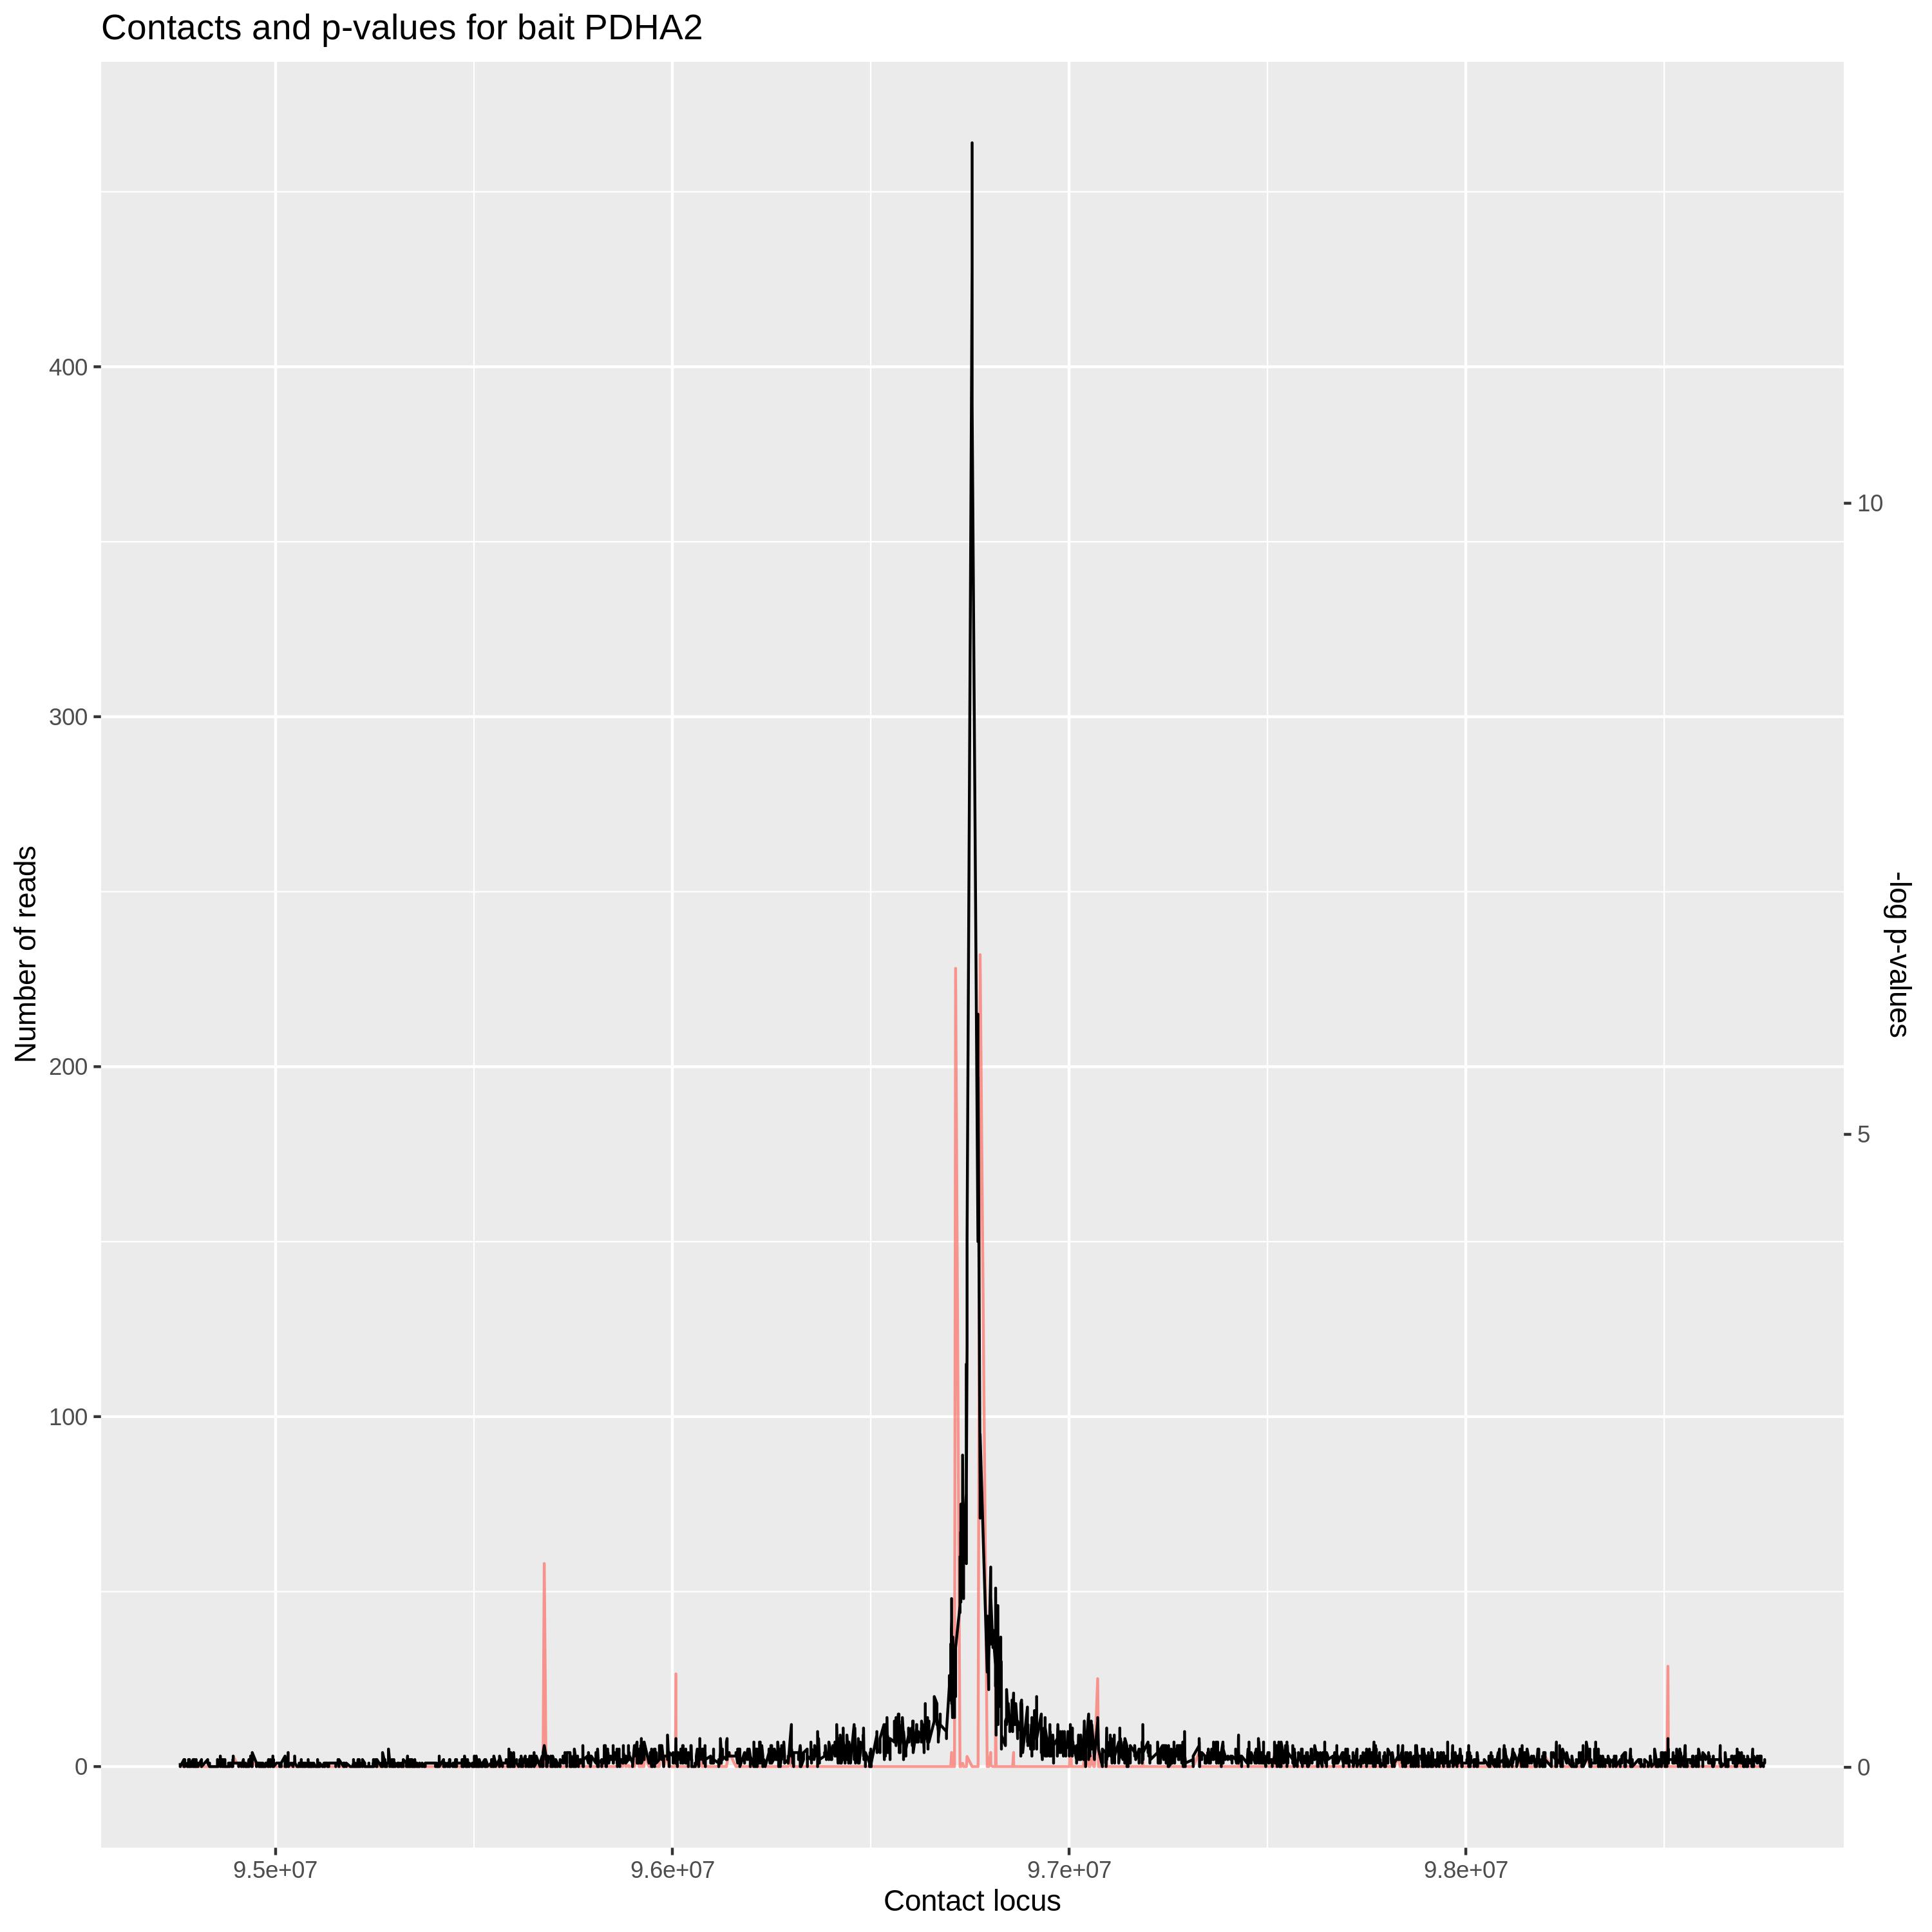 Contacts and p-values for bait PDHA2
400
300
200
100
0
Number of reads
10
5
0
-log p-values
9.5e+07
9.6e+07
9.7e+07
9.8e+07
Contact locus